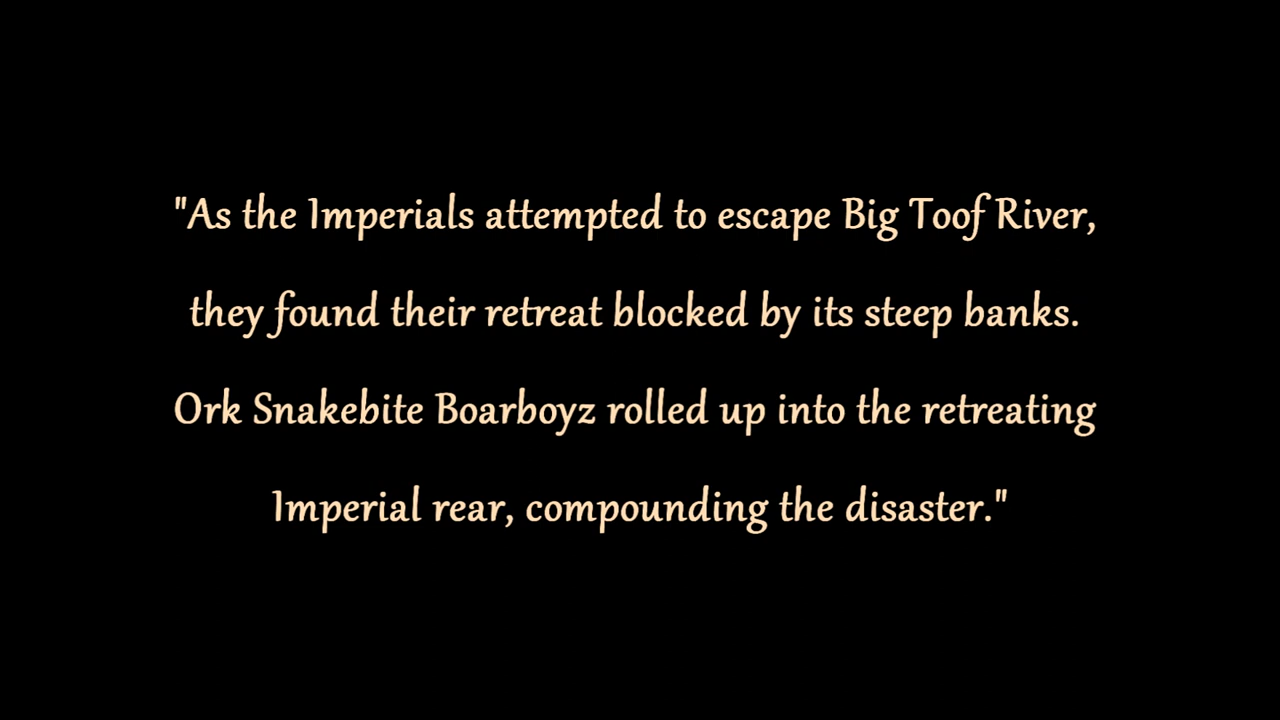 "As the Imperials attempted to escape Big Toof River,
they found their retreat blocked by its steep banks.
Ork Snakebite Boarboyz rolled up into the retreating
Imperial rear, compounding the disaster."